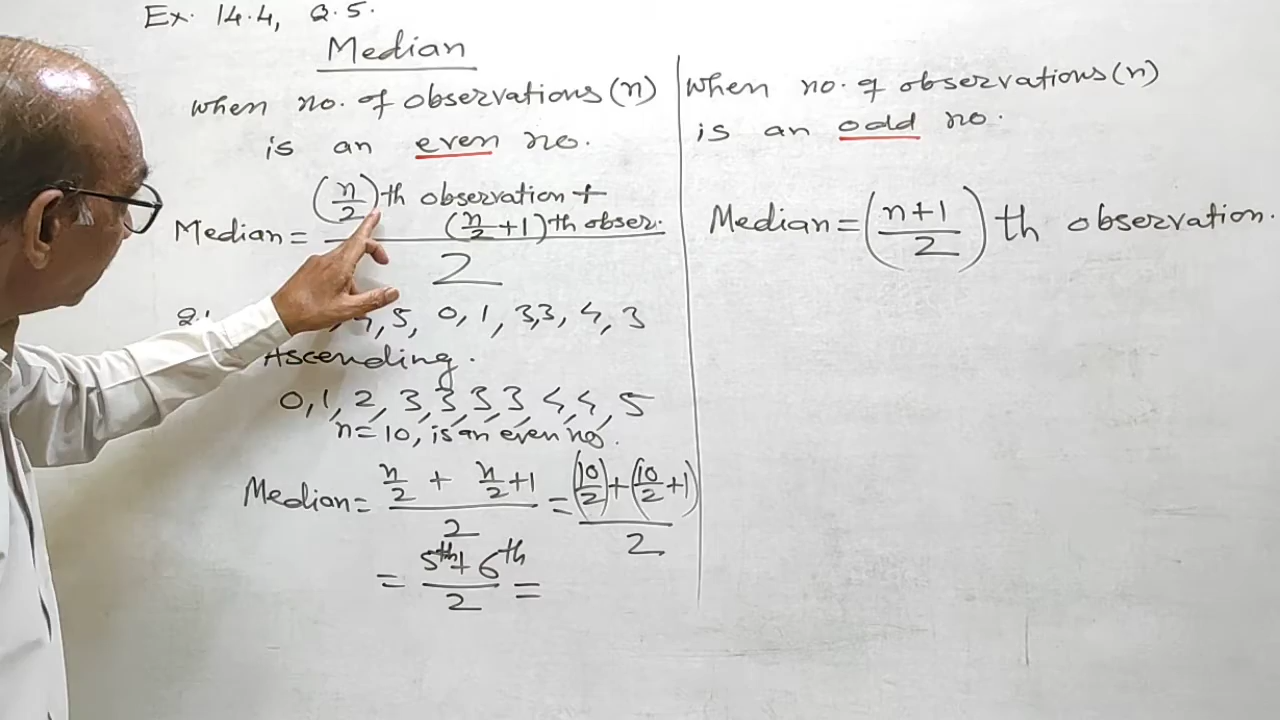 Ex. 14.4, Q.5.
Median
when no. of observations (n)
is an even no.
Median = (n/2)th observation + (n/2 + 1)th obser. / 2
5, 0, 1, 3,3, 4, 3
Ascending.
0, 1, 2, 3, 3, 3, 3, 4, 4, 5
n = 10, is an even no.
Median = n/2 + n/2+1 / 2 = (10/2) + (10/2 + 1) / 2
= 5th + 6th / 2 =
when no. of observations (n)
is an odd no.
Median = (n+1 / 2) th observation.